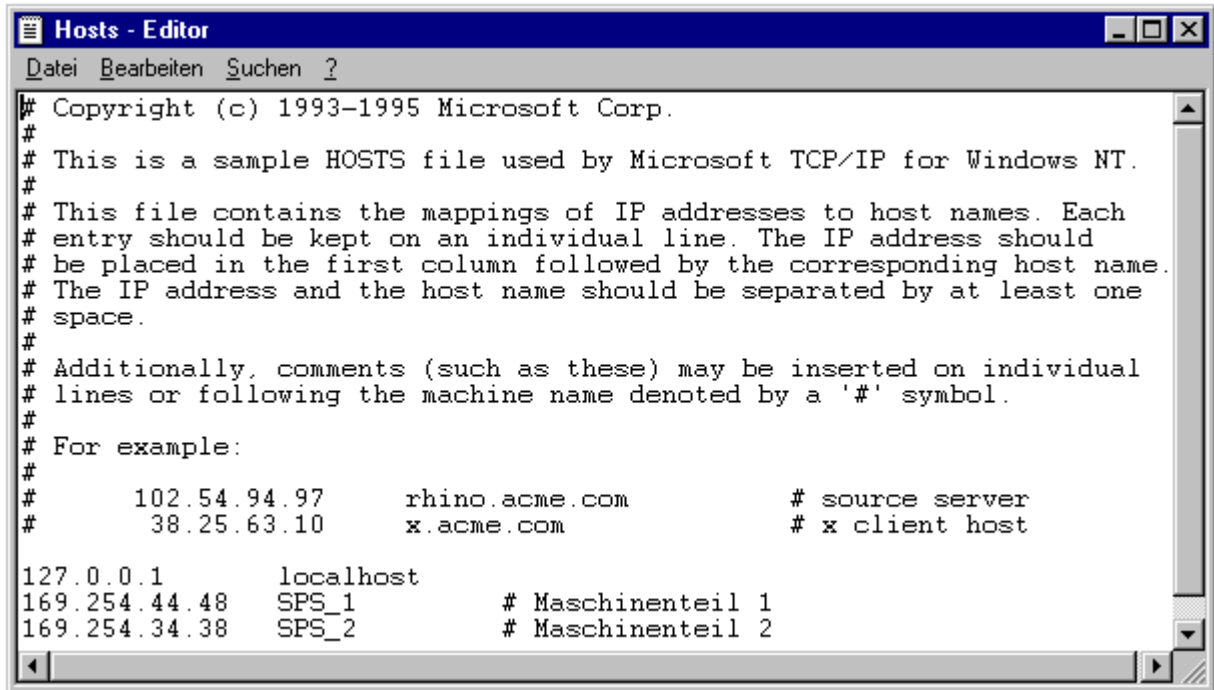 Hosts - Editor
Datei Bearbeiten Suchen ?
# Copyright (c) 1993-1995 Microsoft Corp.
#
# This is a sample HOSTS file used by Microsoft TCP/IP for Windows NT.
#
# This file contains the mappings of IP addresses to host names. Each
# entry should be kept on an individual line. The IP address should
# be placed in the first column followed by the corresponding host name.
# The IP address and the host name should be separated by at least one
# space.
#
# Additionally, comments (such as these) may be inserted on individual
# lines or following the machine name denoted by a '#' symbol.
#
# For example:
#
#      102.54.94.97     rhino.acme.com          # source server
#       38.25.63.10     x.acme.com              # x client host

127.0.0.1       localhost
169.254.44.48   SPS_1         # Maschinenteil 1
169.254.34.38   SPS_2         # Maschinenteil 2